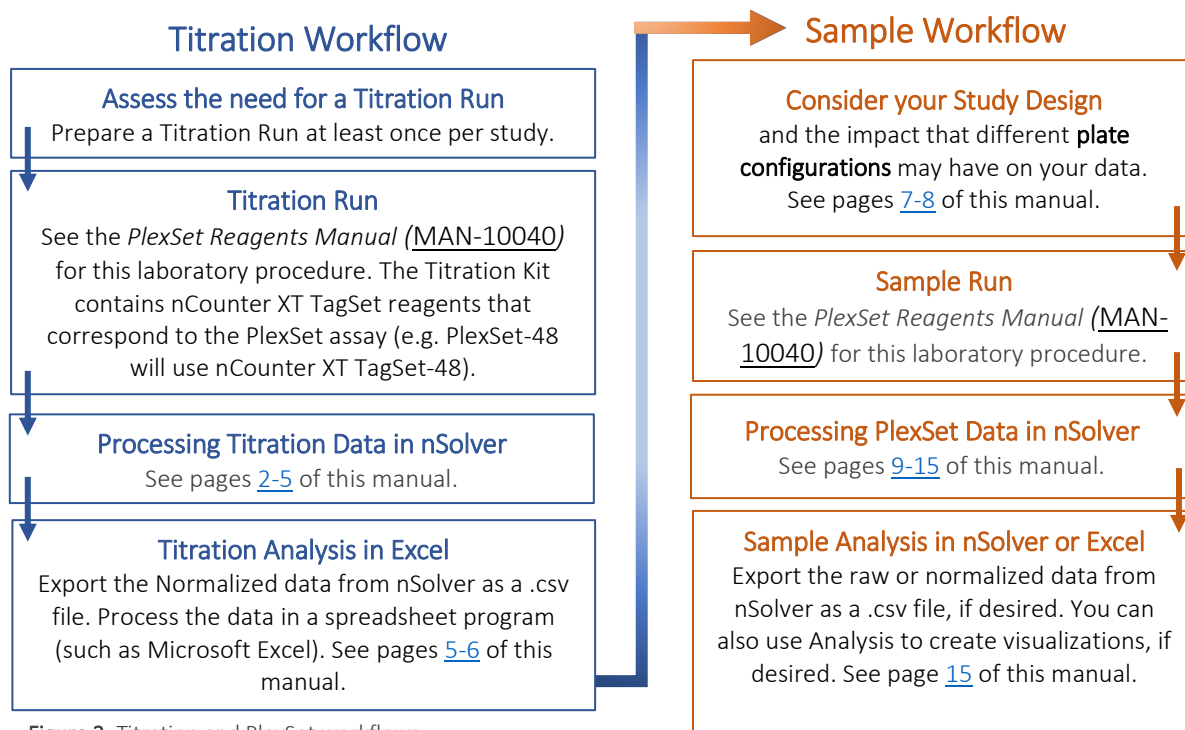 Titration Workflow
Assess the need for a Titration Run
Prepare a Titration Run at least once per study.
Titration Run
See the PlexSet Reagents Manual (MAN-10040)
for this laboratory procedure. The Titration Kit
contains nCounter XT TagSet reagents that
correspond to the PlexSet assay (e.g. PlexSet-48
will use nCounter XT TagSet-48).
Processing Titration Data in nSolver
See pages 2-5 of this manual.
Titration Analysis in Excel
Export the Normalized data from nSolver as a .csv
file. Process the data in a spreadsheet program
(such as Microsoft Excel). See pages 5-6 of this
manual.
Sample Workflow
Consider your Study Design
and the impact that different plate
configurations may have on your data.
See pages 7-8 of this manual.
Sample Run
See the PlexSet Reagents Manual (MAN-
10040) for this laboratory procedure.
Processing PlexSet Data in nSolver
See pages 9-15 of this manual.
Sample Analysis in nSolver or Excel
Export the raw or normalized data from
nSolver as a .csv file, if desired. You can
also use Analysis to create visualizations, if
desired. See page 15 of this manual.
Figure 2. Titration and PlexSet workflows